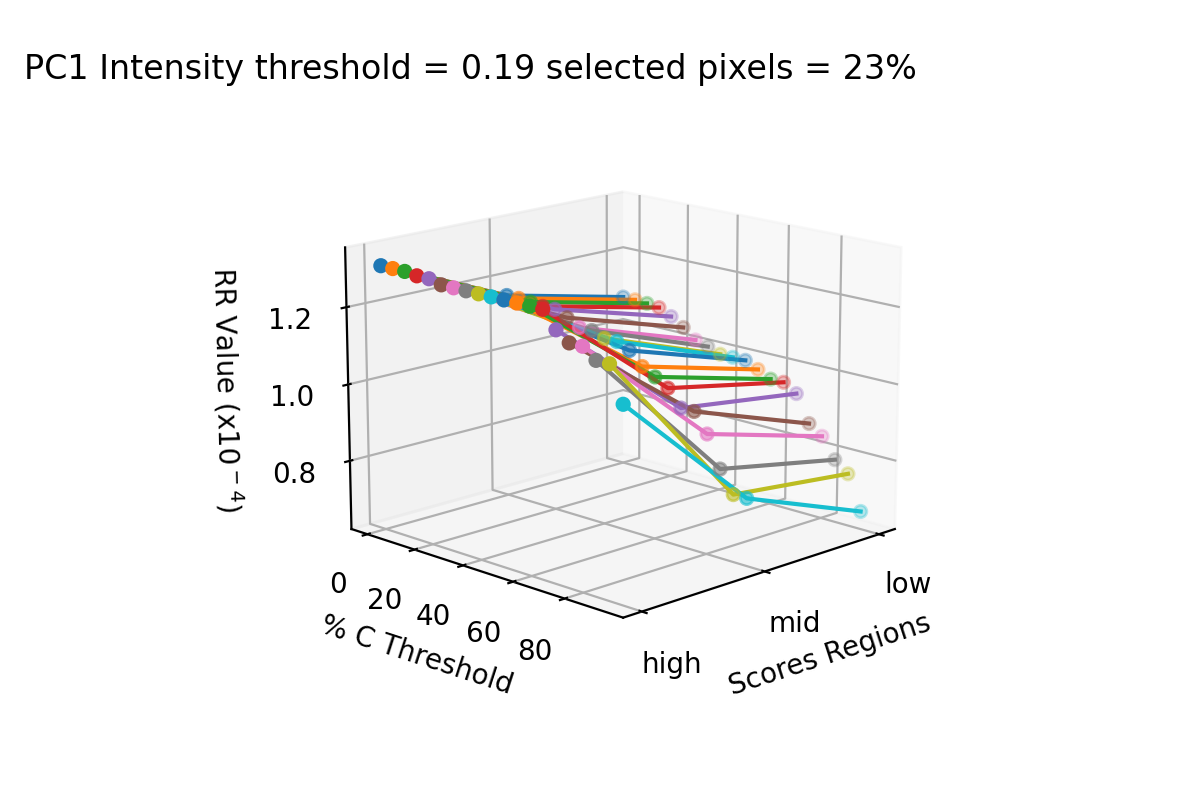 PC1 Intensity threshold = 0.19 selected pixels = 23%
RR Value (x10⁻⁴)
1.2
1.0
0.8
0
20
40
60
80
% C Threshold
high
mid
low
Scores Regions